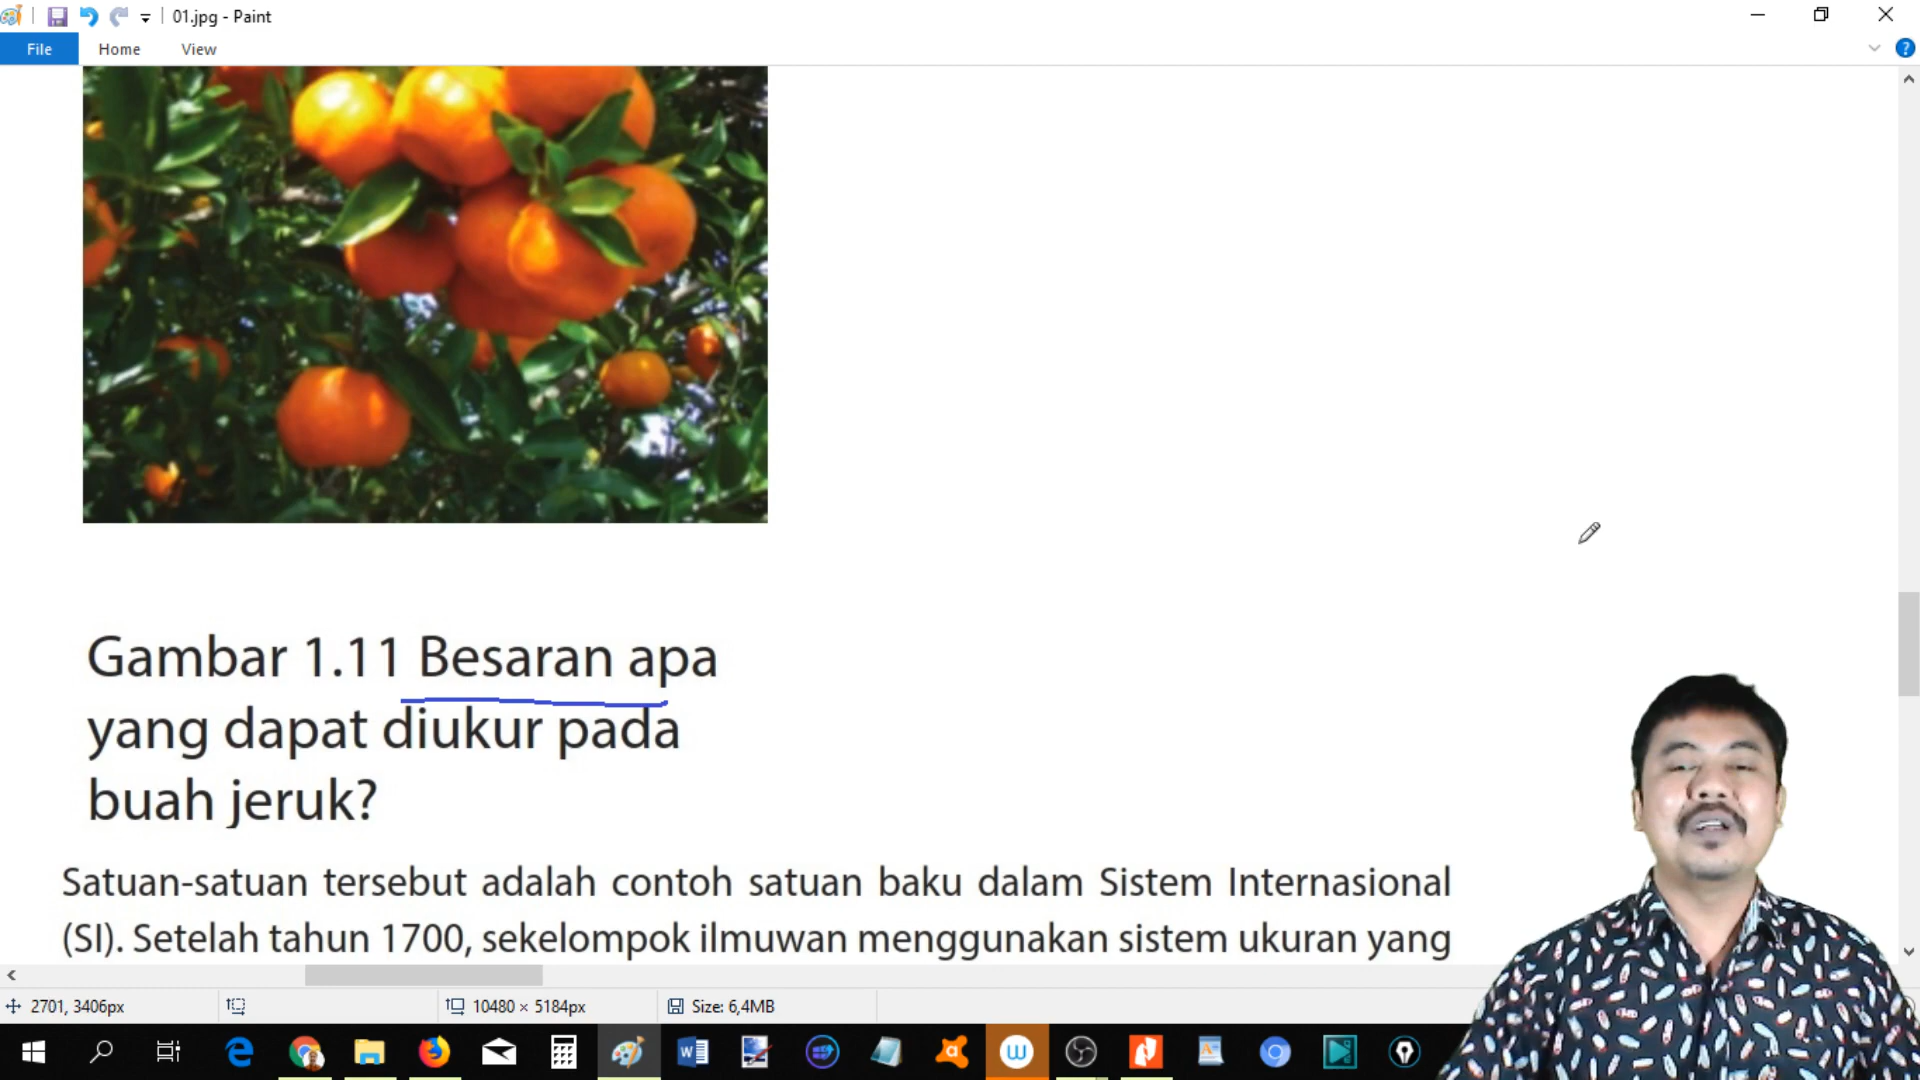 01.jpg - Paint
File Home View
Gambar 1.11 Besaran apa
yang dapat diukur pada
buah jeruk?
Satuan-satuan tersebut adalah contoh satuan baku dalam Sistem Internasional
(SI). Setelah tahun 1700, sekelompok ilmuwan menggunakan sistem ukuran yang
2701, 3406px 10480 × 5184px Size: 6,4MB